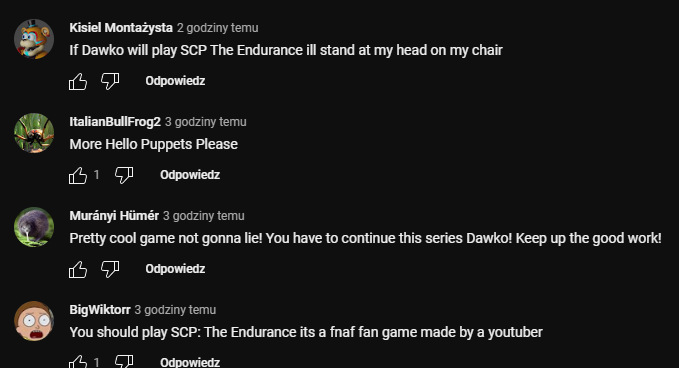 Kisiel Montażysta 2 godziny temu
If Dawko will play SCP The Endurance ill stand at my head on my chair
Odpowiedz
ItalianBullFrog2 3 godziny temu
More Hello Puppets Please
1 Odpowiedz
Murányi Hümér 3 godziny temu
Pretty cool game not gonna lie! You have to continue this series Dawko! Keep up the good work!
Odpowiedz
BigWiktorr 3 godziny temu
You should play SCP: The Endurance its a fnaf fan game made by a youtuber
1 Odpowiedz